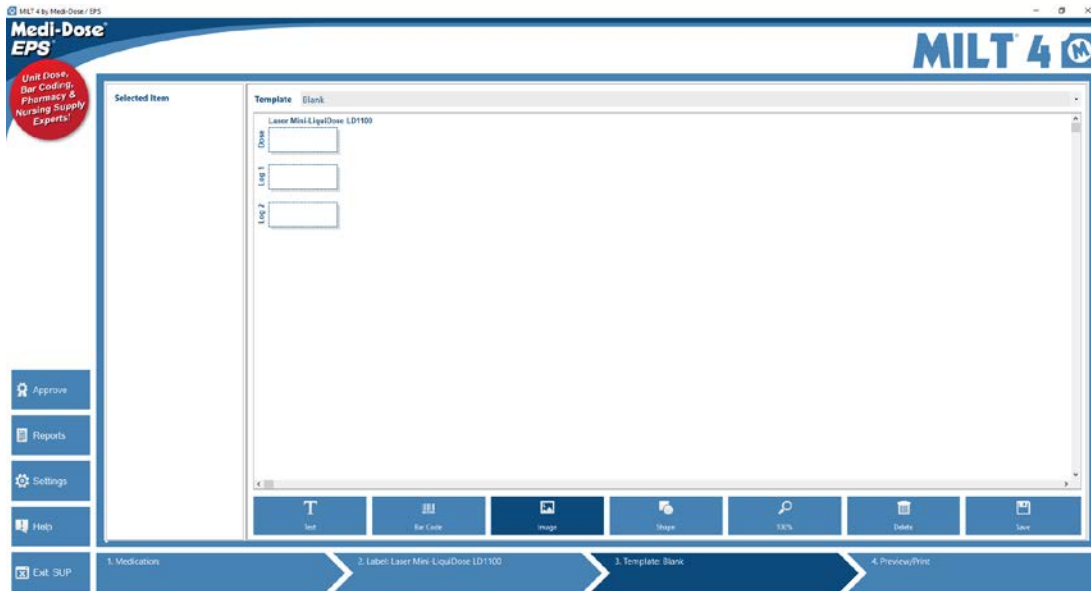 MILT 4 by Medi-Dose / EPS
Medi-Dose®
EPS®
MILT® 4 M
Unit Dose,
Bar Coding,
Pharmacy &
Nursing Supply
Experts!
Selected Item
Template Blank
Laser Mini-LiquiDose LD1100
Dose
Log 1
Log 2
Approve
Reports
Settings
Help
Exit SUP
Text
Bar Code
Image
Shape
100%
Delete
Save
1. Medication:
2. Label: Laser Mini-LiquiDose LD1100
3. Template: Blank
4. Preview/Print